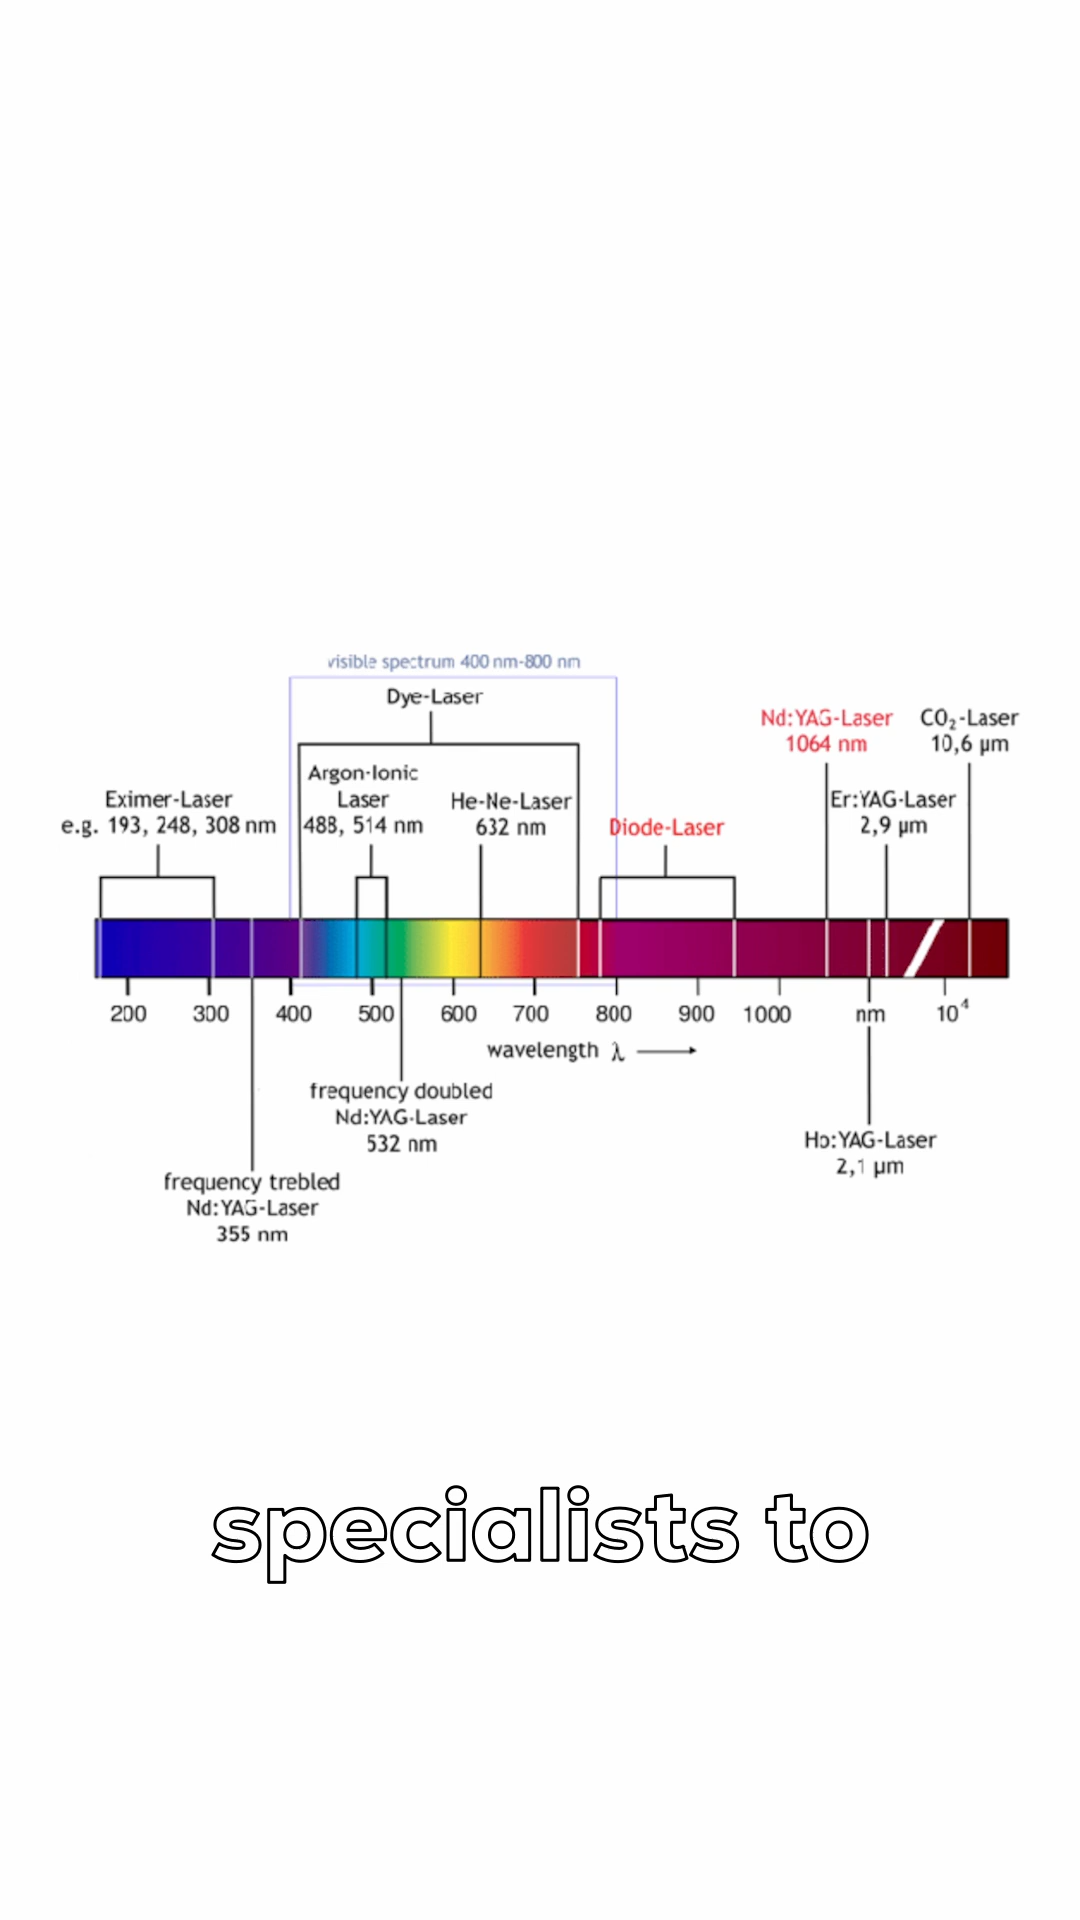 visible spectrum 400 nm-800 nm
Dye-Laser
Nd:YAG-Laser
1064 nm
CO₂-Laser
10,6 µm
Argon-Ionic
Laser
488, 514 nm
Eximer-Laser
e.g. 193, 248, 308 nm
He-Ne-Laser
632 nm
Diode-Laser
Er:YAG-Laser
2,9 µm
200 300 400 500 600 700 800 900 1000 nm 10⁴
wavelength λ
frequency doubled
Nd:YAG-Laser
532 nm
Ho:YAG-Laser
2,1 µm
frequency trebled
Nd:YAG-Laser
355 nm
specialists to